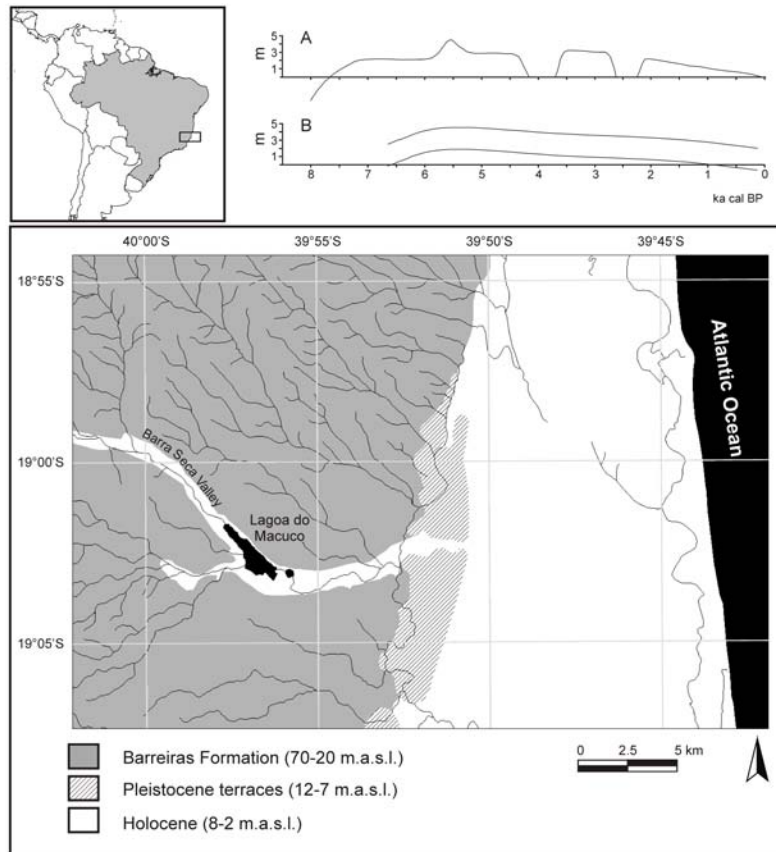 A
m
5
3
1
B
m
5
3
1
8 7 6 5 4 3 2 1 0
ka cal BP
40°00'S 39°55'S 39°50'S 39°45'S
18°55'S
Atlantic Ocean
19°00'S
Barra Seca Valley
Lagoa do
Macuco
19°05'S
Barreiras Formation (70-20 m.a.s.l.)
0 2.5 5 km
Pleistocene terraces (12-7 m.a.s.l.)
Holocene (8-2 m.a.s.l.)